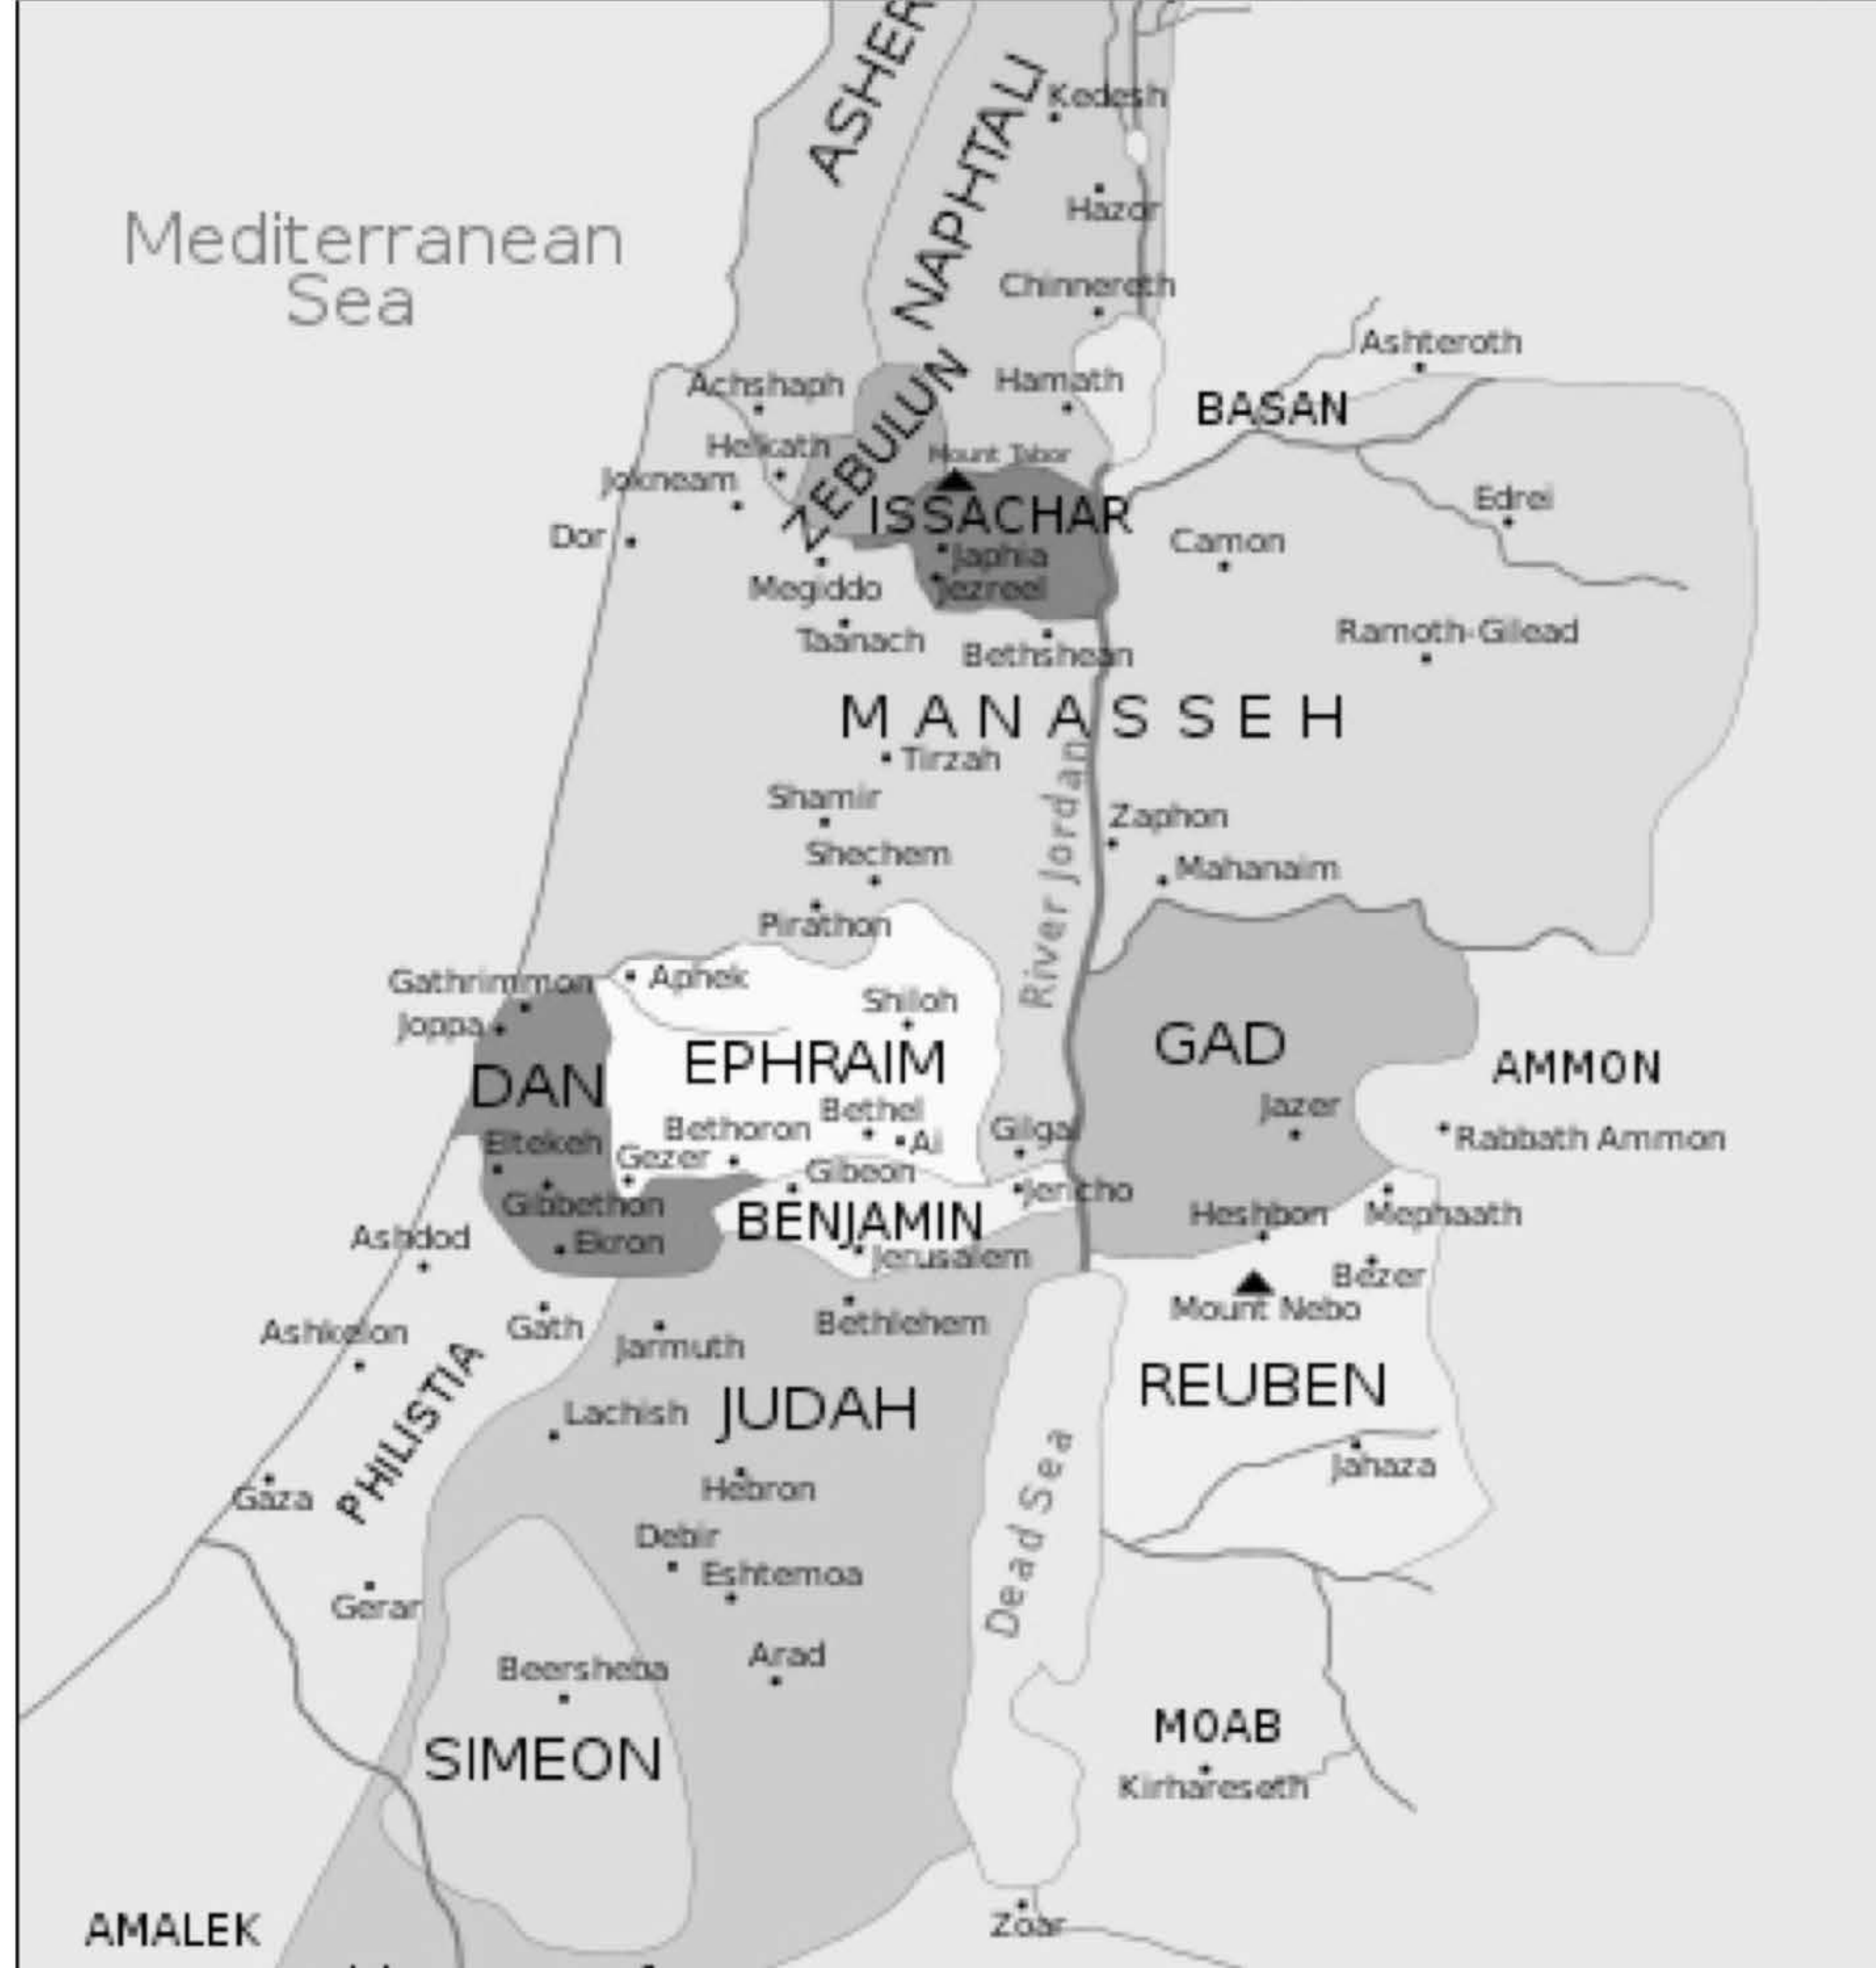 ASHER
NAPHTALI
Kedesh
Hazor
Mediterranean
Sea
Chinnereth
Ashteroth
Achshaph
ZEBULUN
Hamath
BASAN
Helkath
Mount Tabor
Jokneam
ISSACHAR
Edrei
Dor
Camon
Japhia
Megiddo
Jezreel
Taanach
Bethshean
Ramoth-Gilead
MANASSEH
Tirzah
Shamir
River Jordan
Zaphon
Shechem
Mahanaim
Pirathon
Gathrimmon
Aphek
Shiloh
Joppa
EPHRAIM
GAD
AMMON
DAN
Bethel
Jazer
Bethoron
Ai
Gilgal
Rabbath Ammon
Eltekeh
Gezer
Gibeon
Jericho
Gibbethon
BENJAMIN
Heshbon
Mephaath
Ashdod
Ekron
Jerusalem
Bezer
Mount Nebo
Ashkelon
Gath
Jarmuth
Bethlehem
PHILISTIA
REUBEN
Lachish
JUDAH
Dead Sea
Jahaza
Gaza
Hebron
Debir
Eshtemoa
Gerar
Beersheba
Arad
SIMEON
MOAB
Kirhareseth
AMALEK
Zoar